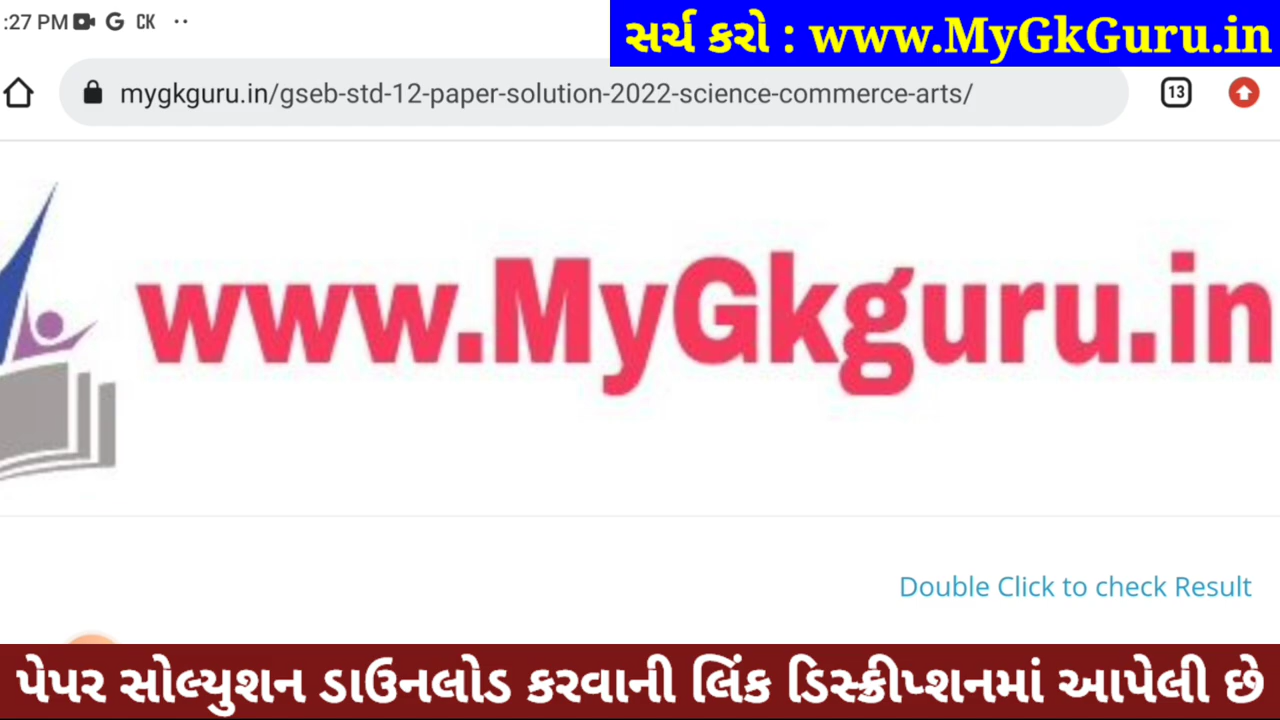 :27 PM G CK ··
સર્ચ કરો : www.MyGkGuru.in
mygkguru.in/gseb-std-12-paper-solution-2022-science-commerce-arts/
13
www.MyGkguru.in
Double Click to check Result
પેપર સોલ્યુશન ડાઉનલોડ કરવાની લિંક ડિસ્ક્રીપ્શનમાં આપેલી છે